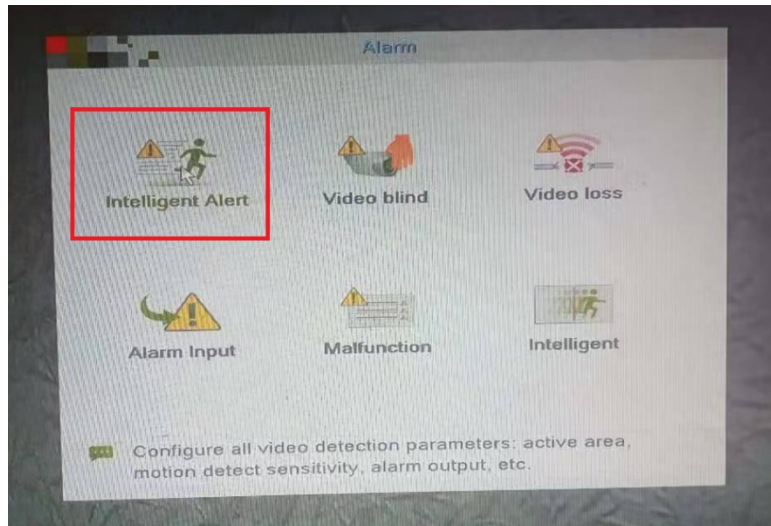 Alarm
Intelligent Alert
Video blind
Video loss
Alarm Input
Malfunction
Intelligent
Configure all video detection parameters: active area,
motion detect sensitivity, alarm output, etc.